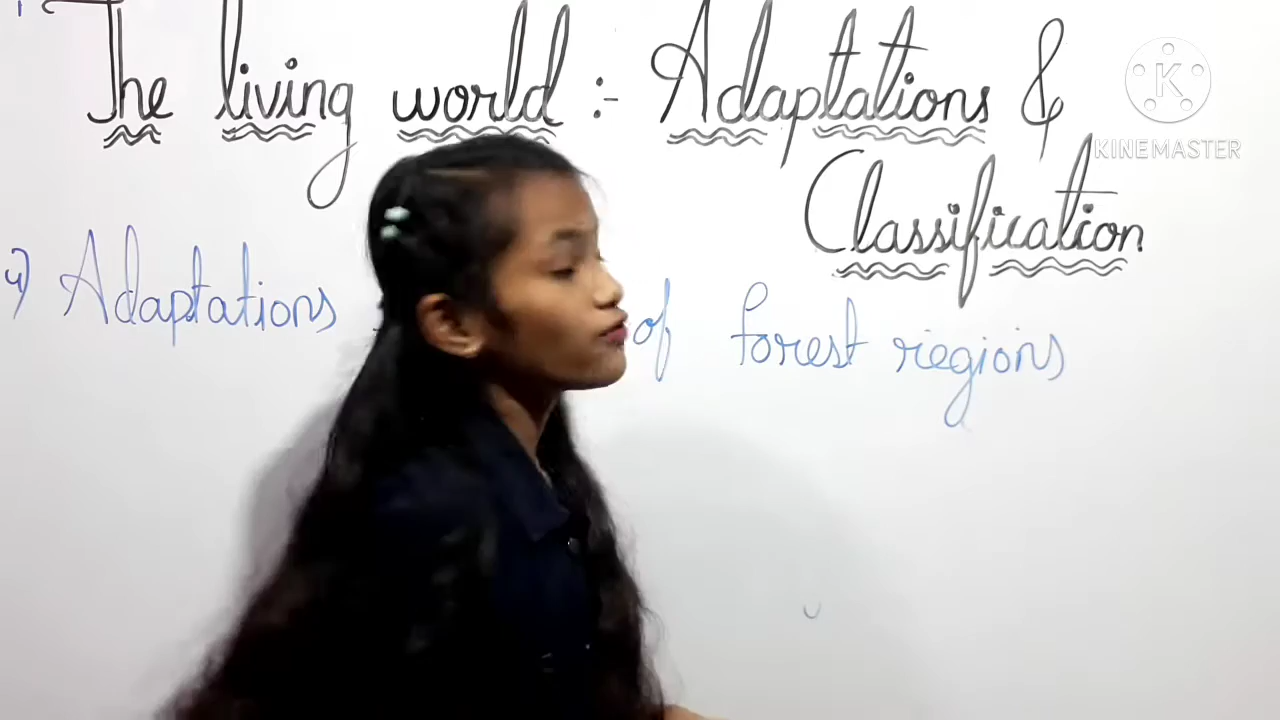 The living world :- Adaptations &
Classification
4) Adaptations of forest regions
K
KINEMASTER